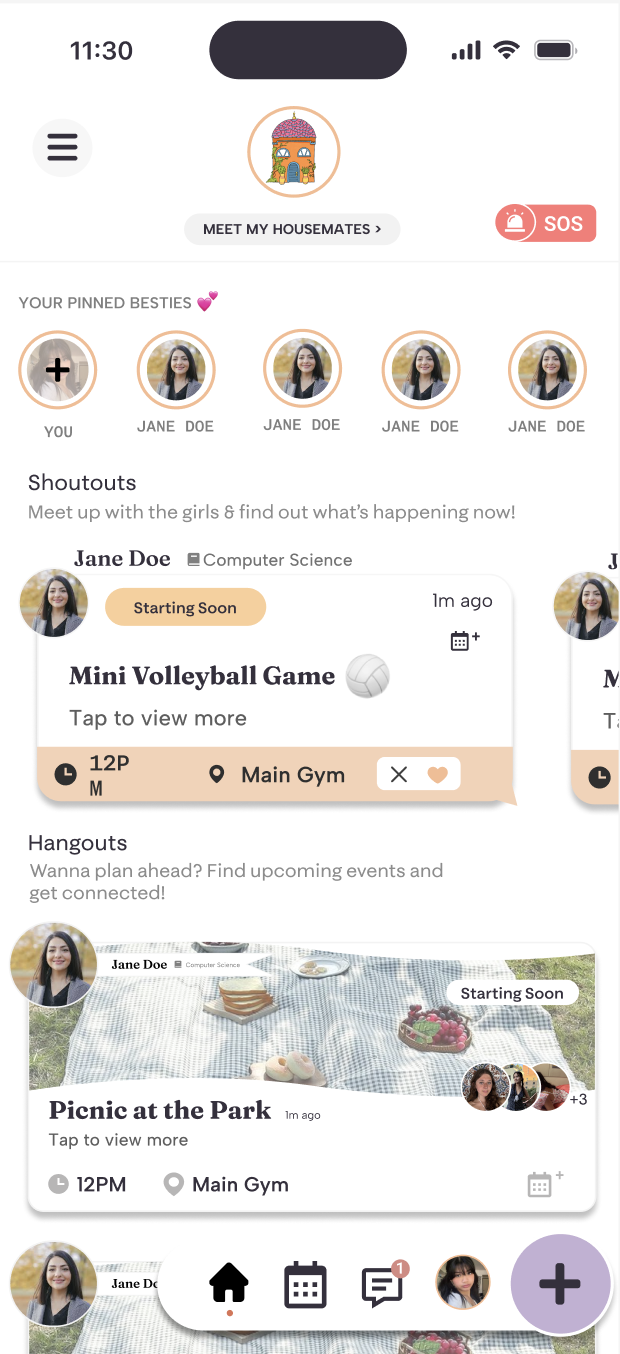 11:30
MEET MY HOUSEMATES >
SOS
YOUR PINNED BESTIES 💕
YOU
JANE DOE
JANE DOE
JANE DOE
JANE DOE
Shoutouts
Meet up with the girls & find out what's happening now!
Jane Doe Computer Science
Starting Soon
1m ago
Mini Volleyball Game
Tap to view more
12P
M
Main Gym
Hangouts
Wanna plan ahead? Find upcoming events and
get connected!
Jane Doe Computer Science
Starting Soon
+3
Picnic at the Park 1m ago
Tap to view more
12PM Main Gym
Jane Do
1